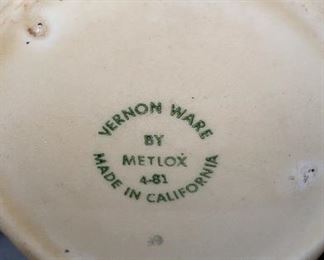 VERNON WARE
BY
METLOX
4-81
MADE IN CALIFORNIA